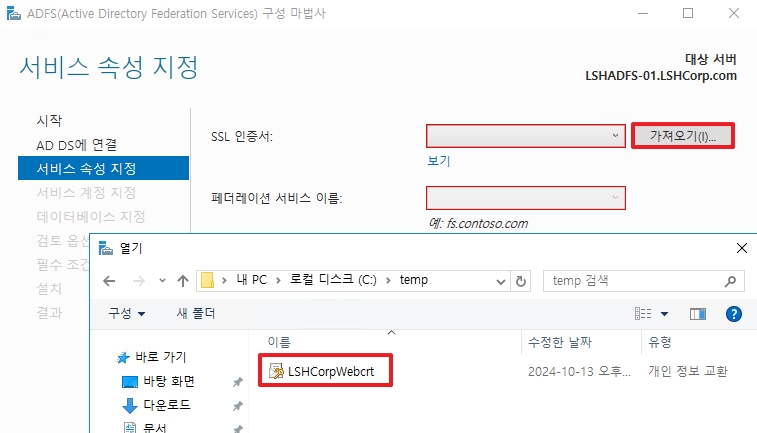 ADFS(Active Directory Federation Services) 구성 마법사
서비스 속성 지정
대상 서버
LSHADFS-01.LSHCorp.com
시작
AD DS에 연결
서비스 속성 지정
서비스 계정 지정
데이터베이스 지정
검토 옵션
필수 조건
설치
결과
SSL 인증서:
가져오기(I)...
보기
페더레이션 서비스 이름:
예: fs.contoso.com
열기
내 PC > 로컬 디스크 (C:) > temp
temp 검색
구성
새 폴더
이름
수정한 날짜
유형
바로 가기
바탕 화면
다운로드
문서
LSHCorpWebcrt
2024-10-13 오후...
개인 정보 교환